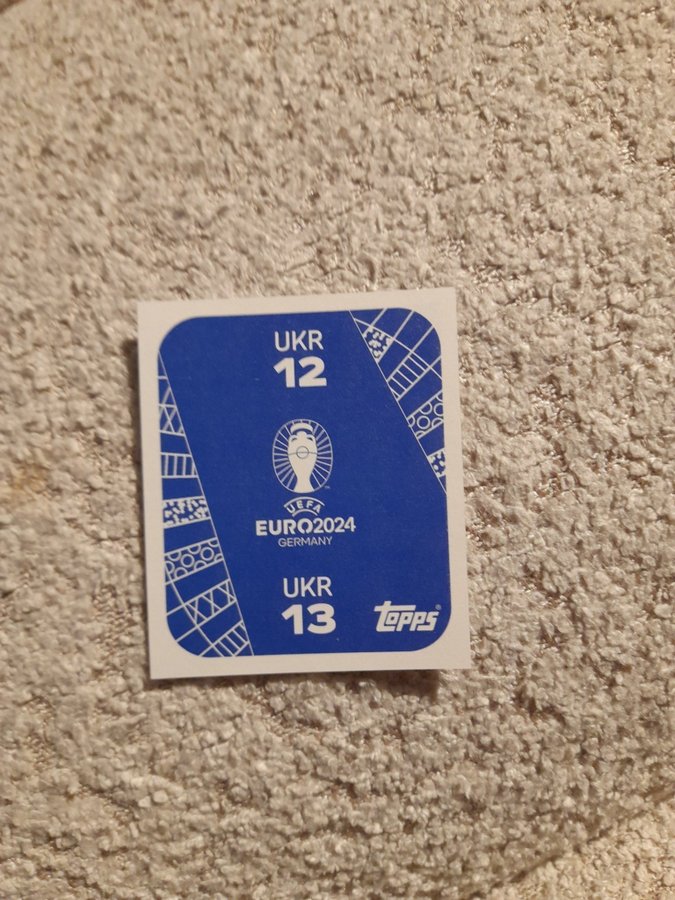 UKR
12
UEFA
EURO2024
GERMANY
UKR
13
TOPPS